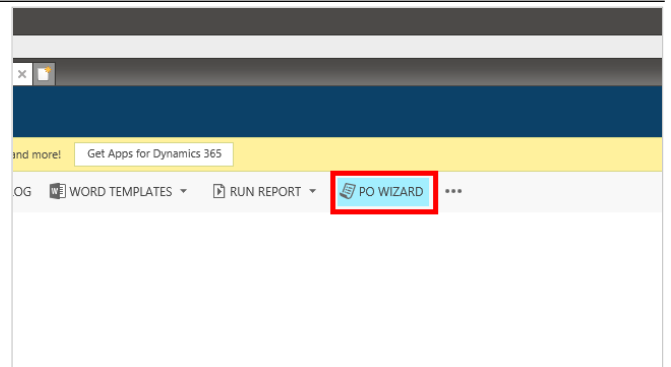 and more! Get Apps for Dynamics 365
OG WORD TEMPLATES RUN REPORT PO WIZARD •••